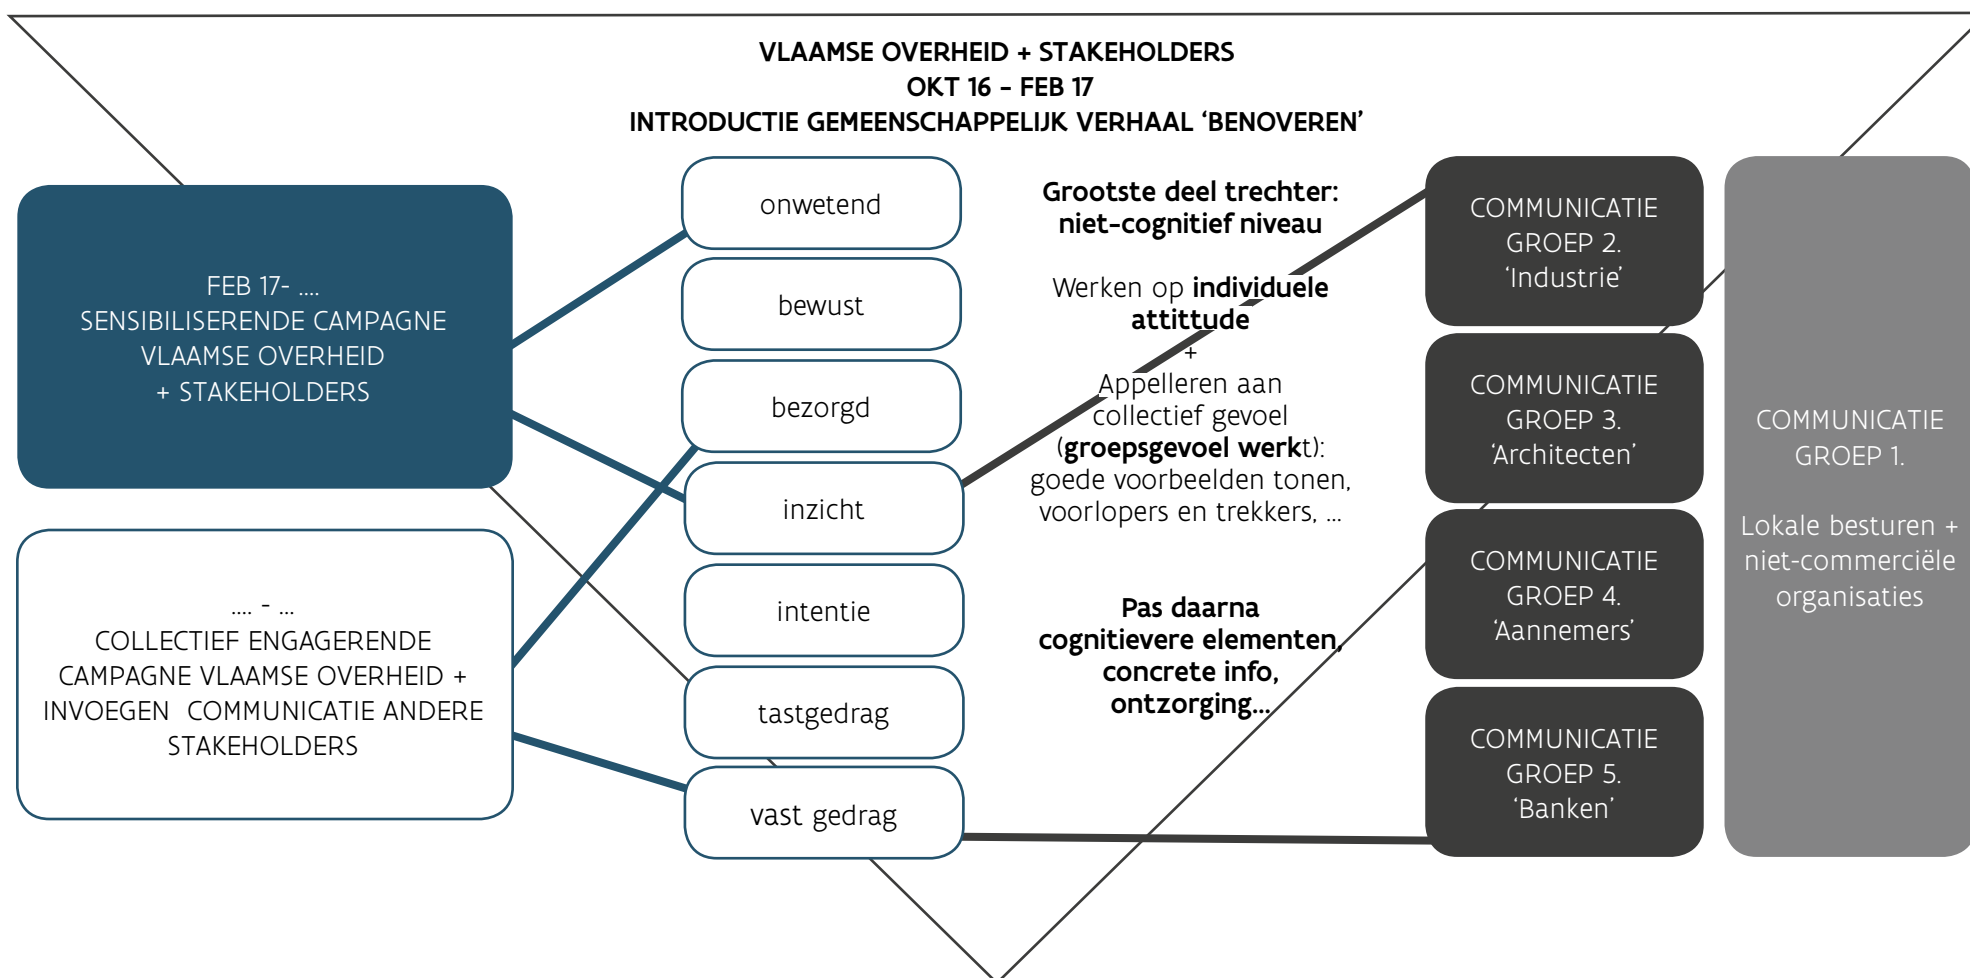 VLAAMSE OVERHEID + STAKEHOLDERS
OKT 16 – FEB 17
INTRODUCTIE GEMEENSCHAPPELIJK VERHAAL ‘BENOVEREN’
FEB 17- ....
SENSIBILISERENDE CAMPAGNE
VLAAMSE OVERHEID
+ STAKEHOLDERS
.... - ...
COLLECTIEF ENGAGERENDE
CAMPAGNE VLAAMSE OVERHEID +
INVOEGEN COMMUNICATIE ANDERE
STAKEHOLDERS
onwetend
bewust
bezorgd
inzicht
intentie
tastgedrag
vast gedrag
Grootste deel trechter:
niet-cognitief niveau
Werken op individuele
attittude
+
Appelleren aan
collectief gevoel
(groepsgevoel werkt):
goede voorbeelden tonen,
voorlopers en trekkers, ...
Pas daarna
cognitievere elementen,
concrete info,
ontzorging...
COMMUNICATIE
GROEP 2.
‘Industrie’
COMMUNICATIE
GROEP 3.
‘Architecten’
COMMUNICATIE
GROEP 4.
‘Aannemers’
COMMUNICATIE
GROEP 5.
‘Banken’
COMMUNICATIE
GROEP 1.
Lokale besturen +
niet-commerciële
organisaties